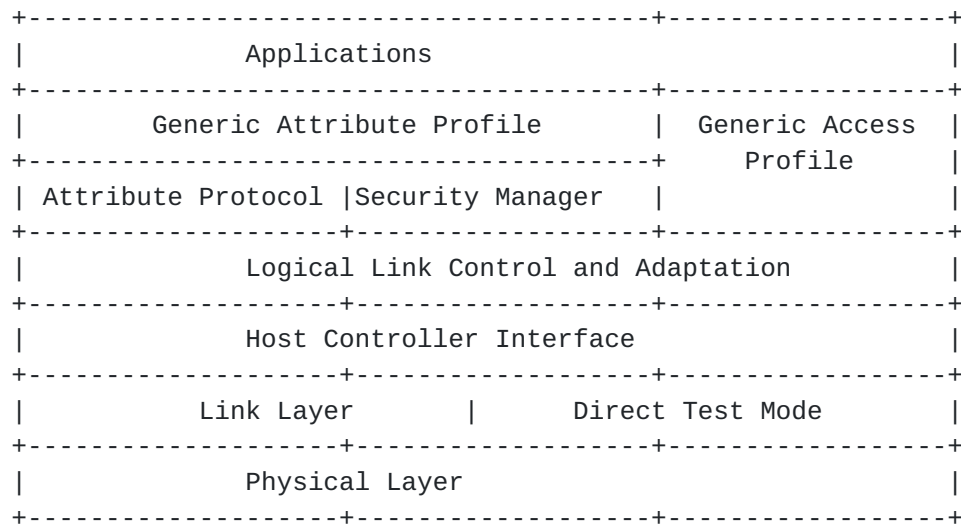 Applications
Generic Attribute Profile | Generic Access
Profile
Attribute Protocol |Security Manager
Logical Link Control and Adaptation
Host Controller Interface
Link Layer | Direct Test Mode
Physical Layer